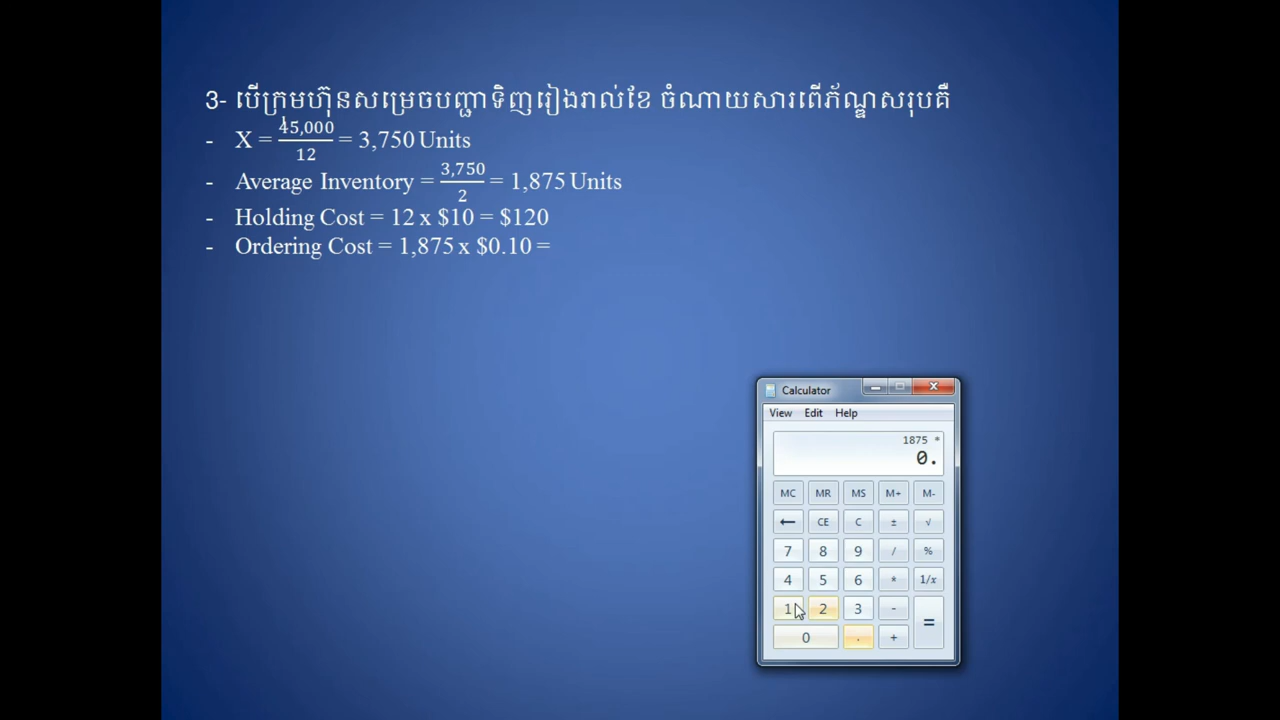 3- បើក្រុមហ៊ុនសម្រេចបញ្ជាទិញរៀងរាល់ខែ ចំណាយសារពើភ័ណ្ឌសរុបគឺ
- X = 45,000/12 = 3,750 Units
- Average Inventory = 3,750/2 = 1,875 Units
- Holding Cost = 12 x $10 = $120
- Ordering Cost = 1,875 x $0.10 =
Calculator
View Edit Help
1875 *
0.
MC MR MS M+ M-
← CE C ± √
7 8 9 / %
4 5 6 * 1/x
1 2 3 - =
0 . +